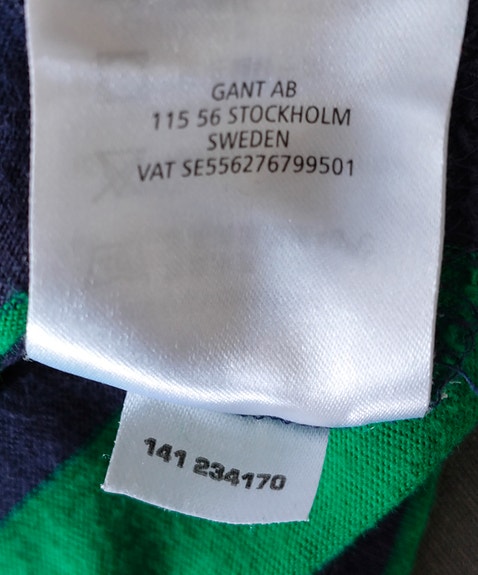 GANT AB
115 56 STOCKHOLM
SWEDEN
VAT SE556276799501
141 234170